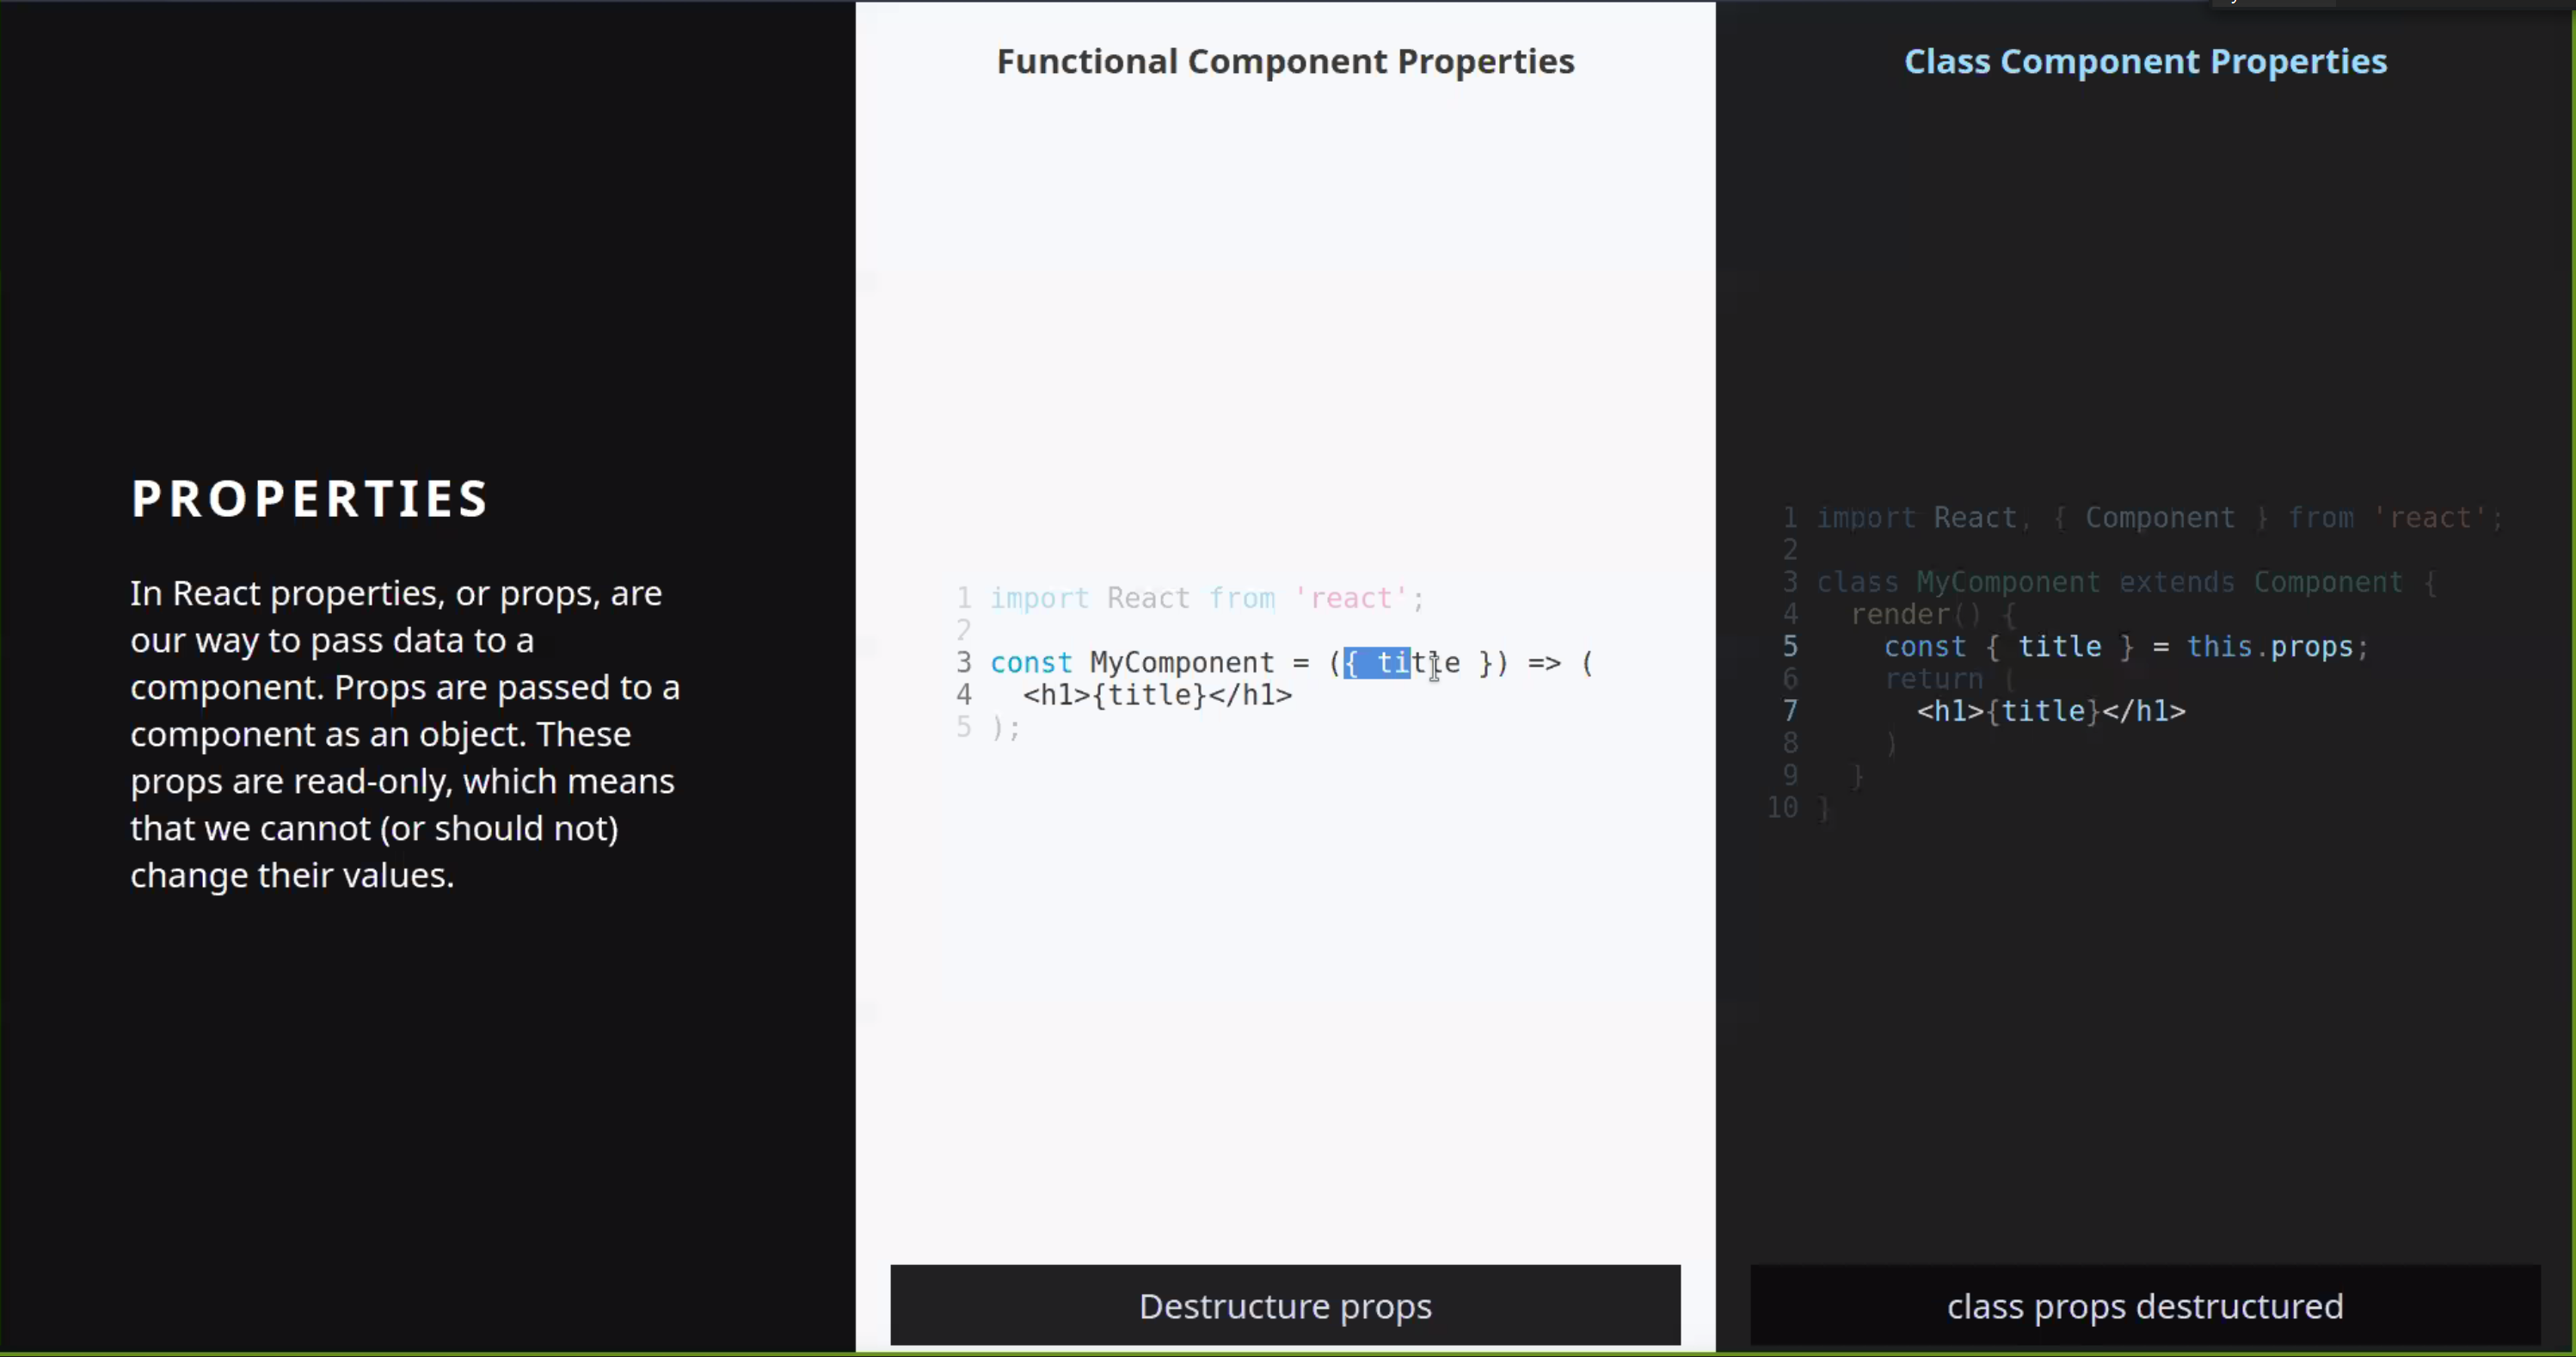 PROPERTIES
In React properties, or props, are
our way to pass data to a
component. Props are passed to a
component as an object. These
props are read-only, which means
that we cannot (or should not)
change their values.
Functional Component Properties
1 import React from 'react';
2
3 const MyComponent = ({ title }) => (
4   <h1>{title}</h1>
5 );
Destructure props
Class Component Properties
1 import React, { Component } from 'react';
2
3 class MyComponent extends Component {
4   render() {
5     const { title } = this.props;
6     return (
7       <h1>{title}</h1>
8     )
9   }
10 }
class props destructured